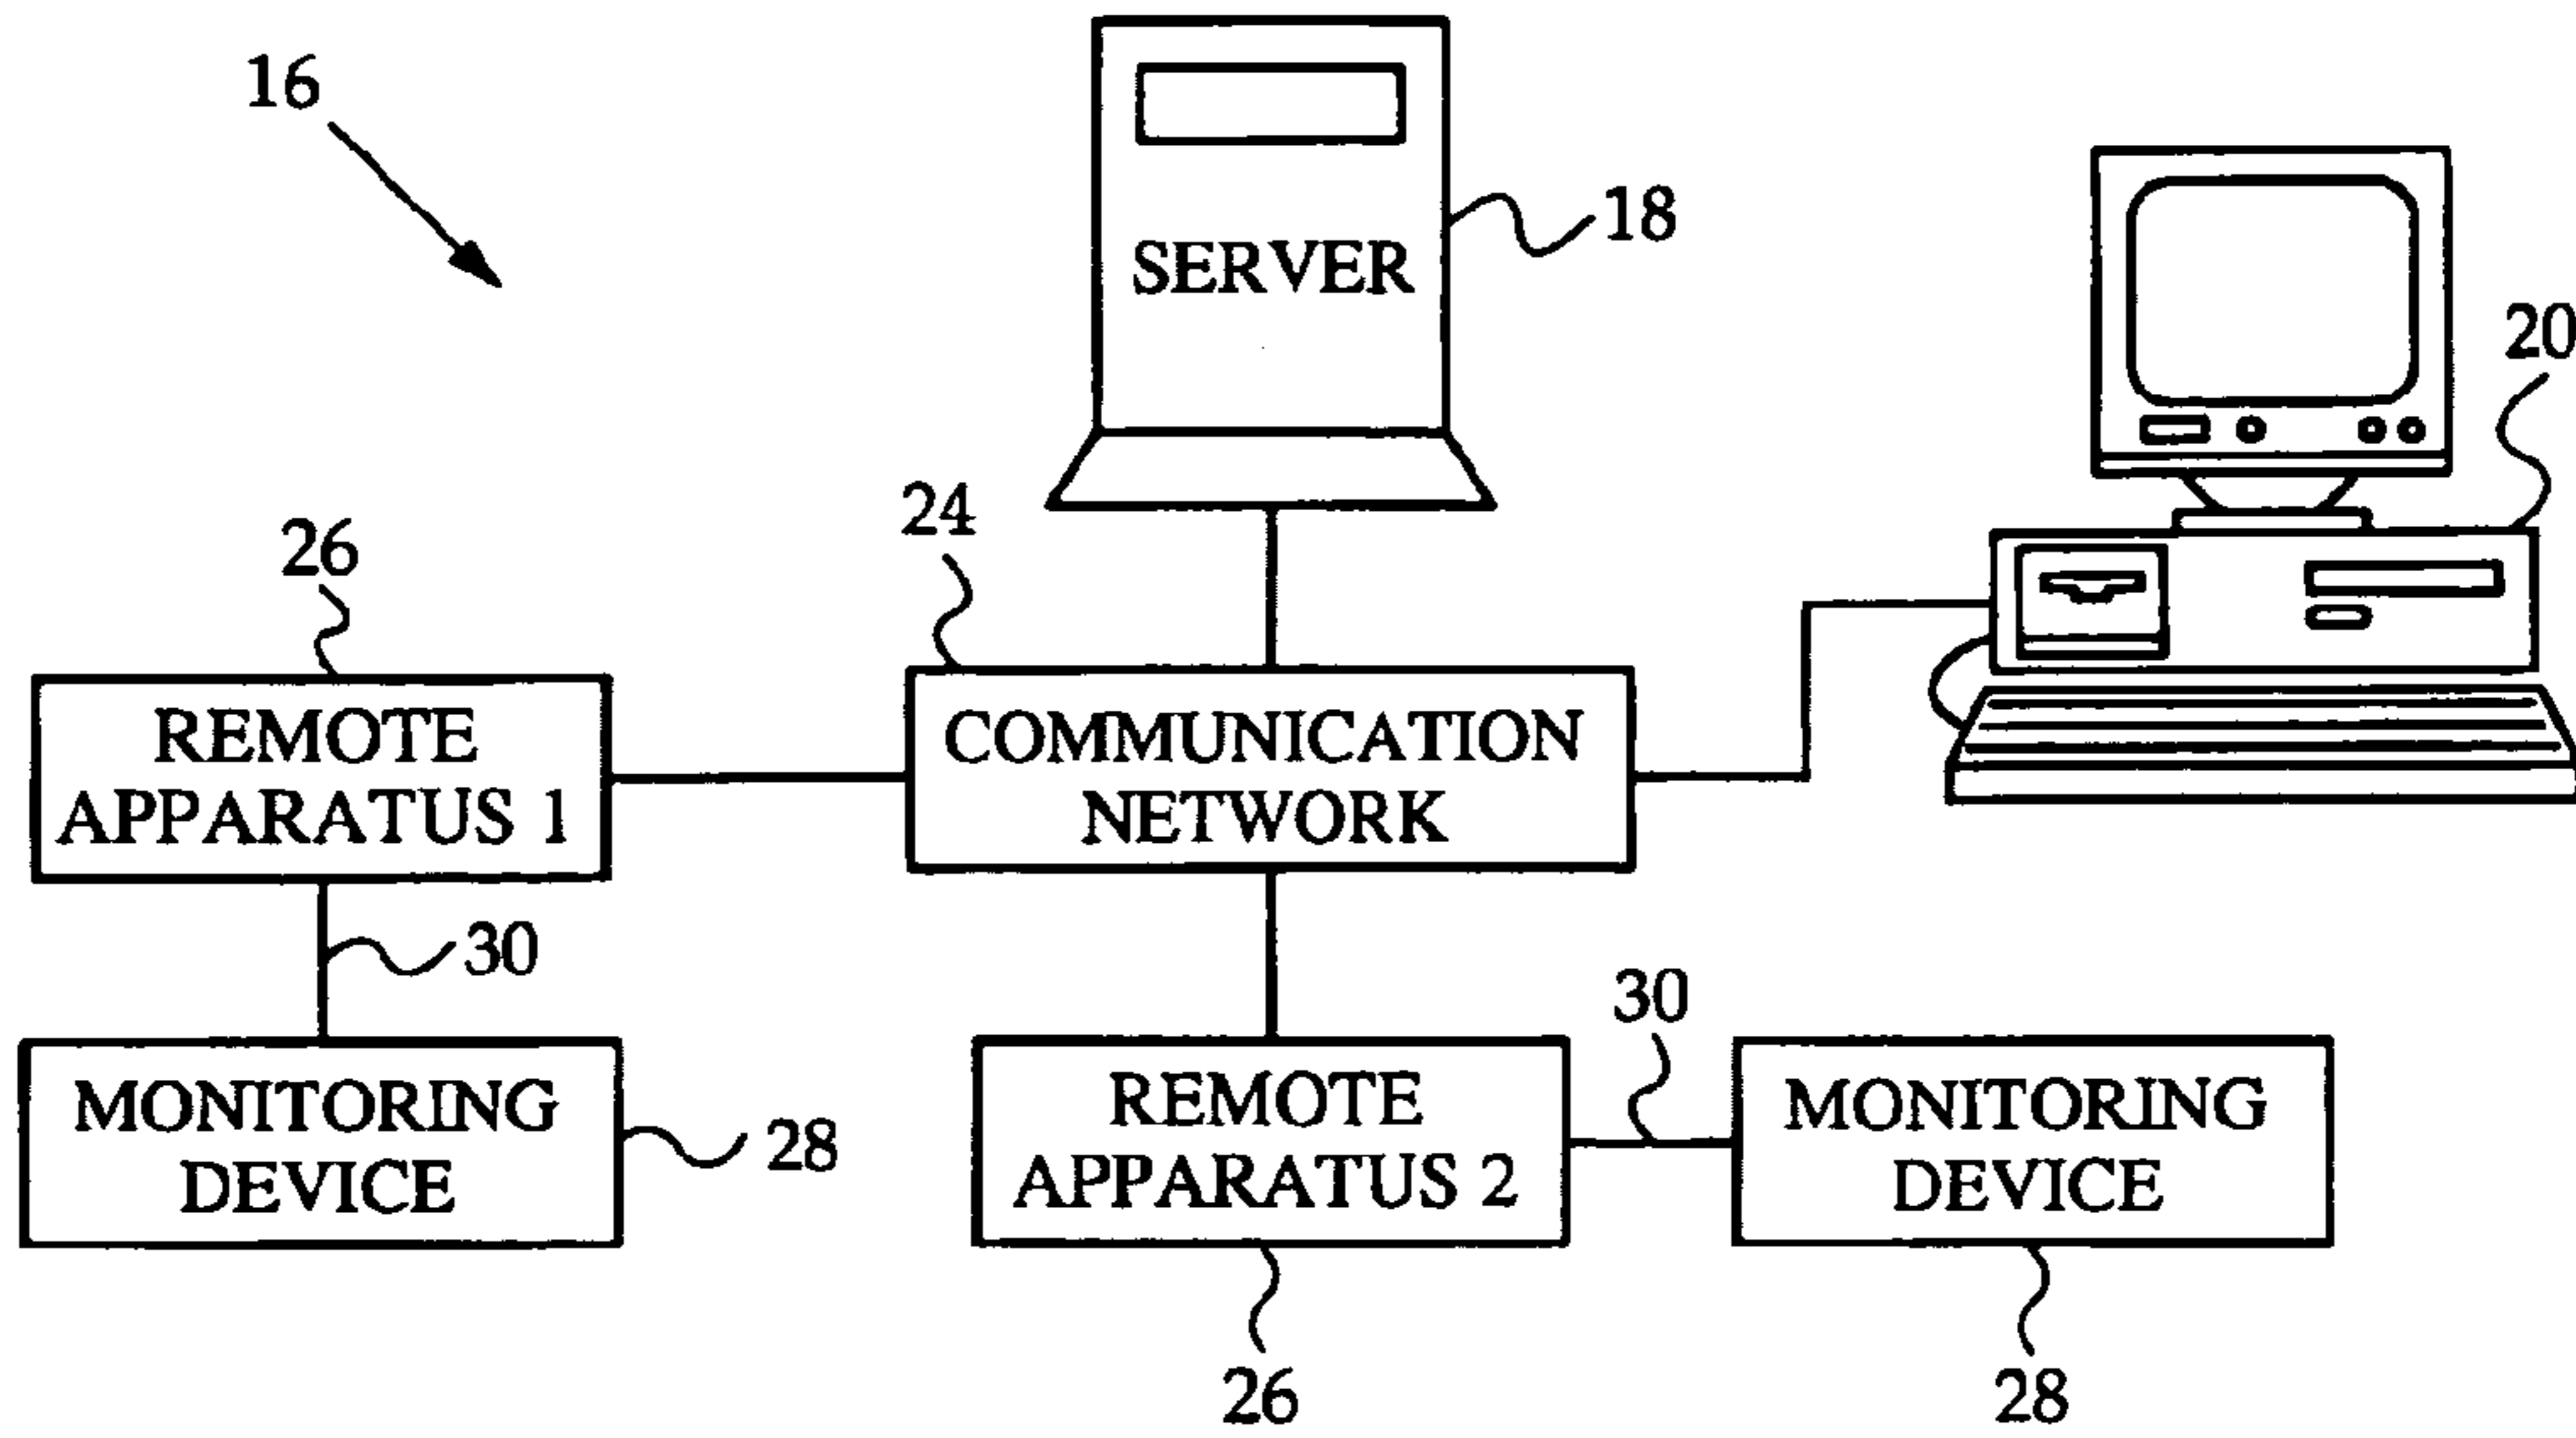 16
SERVER
18
20
24
26
REMOTE
APPARATUS 1
COMMUNICATION
NETWORK
30
MONITORING
DEVICE
28
REMOTE
APPARATUS 2
30
MONITORING
DEVICE
26
28